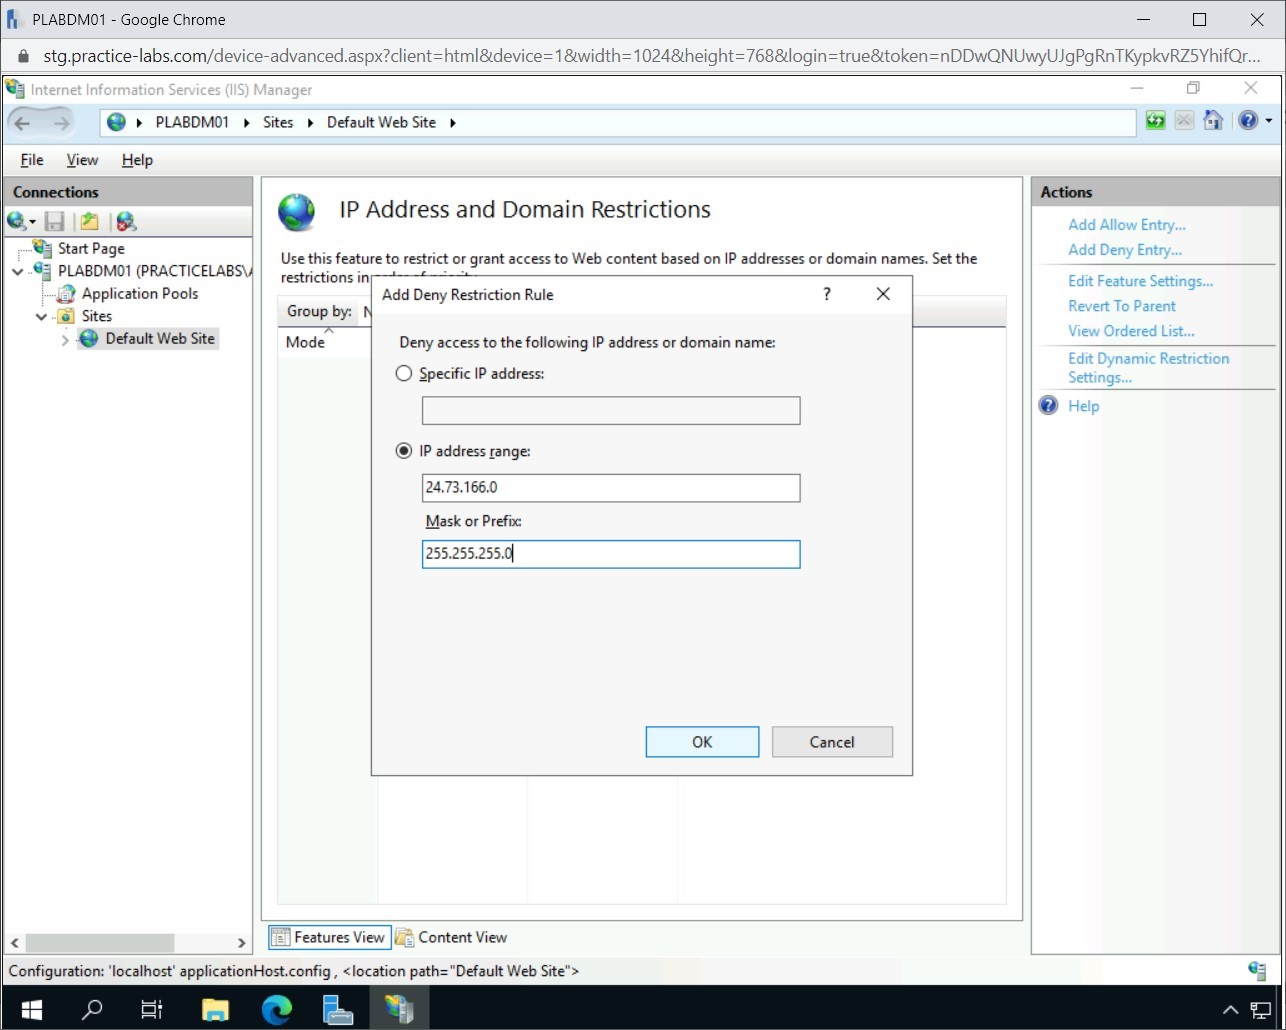 PLABDM01 - Google Chrome
stg.practice-labs.com/device-advanced.aspx?client=html&device=1&width=1024&height=768&login=true&token=nDDwQNUwyUJgPgRnTKypkvRZ5YhifQr...
Internet Information Services (IIS) Manager
PLABDM01 Sites Default Web Site
File View Help
Connections
Start Page
PLABDM01 (PRACTICELABS\A
Application Pools
Sites
Default Web Site
IP Address and Domain Restrictions
Use this feature to restrict or grant access to Web content based on IP addresses or domain names. Set the
restrictions in order of priority.
Group by: N
Mode
Add Deny Restriction Rule ?
Deny access to the following IP address or domain name:
Specific IP address:
IP address range:
24.73.166.0
Mask or Prefix:
255.255.255.0
OK Cancel
Features View Content View
Actions
Add Allow Entry...
Add Deny Entry...
Edit Feature Settings...
Revert To Parent
View Ordered List...
Edit Dynamic Restriction
Settings...
Help
Configuration: 'localhost' applicationHost.config , <location path="Default Web Site">